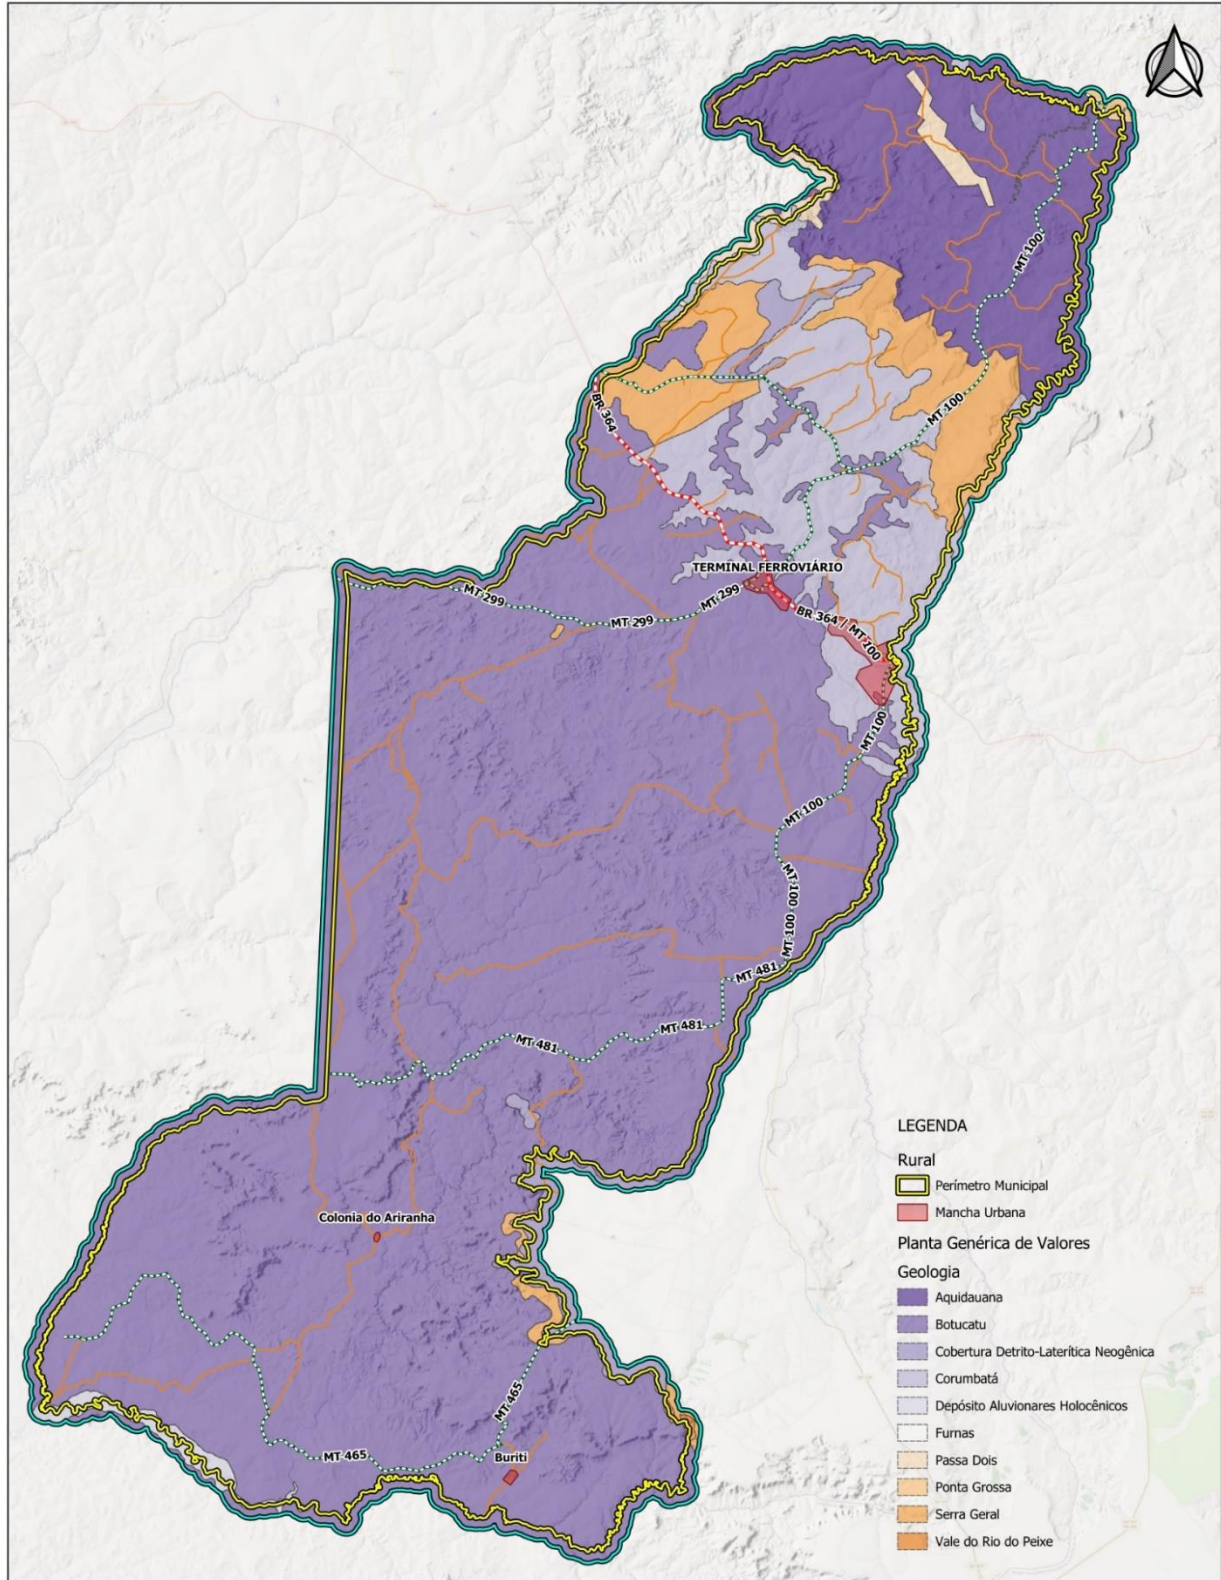 MT 100
MT 100
BR 364
TERMINAL FERROVIÁRIO
MT 299
MT 299
MT 299
BR 364 / MT 100
MT 100
MT 100
MT 100
MT 100
MT 481
MT 481
MT 481
Colonia do Ariranha
MT 465
MT 465
Buriti
LEGENDA
Rural
Perímetro Municipal
Mancha Urbana
Planta Genérica de Valores
Geologia
Aquidauana
Botucatu
Cobertura Detrito-Laterítica Neogênica
Corumbatá
Depósito Aluvionares Holocênicos
Furnas
Passa Dois
Ponta Grossa
Serra Geral
Vale do Rio do Peixe